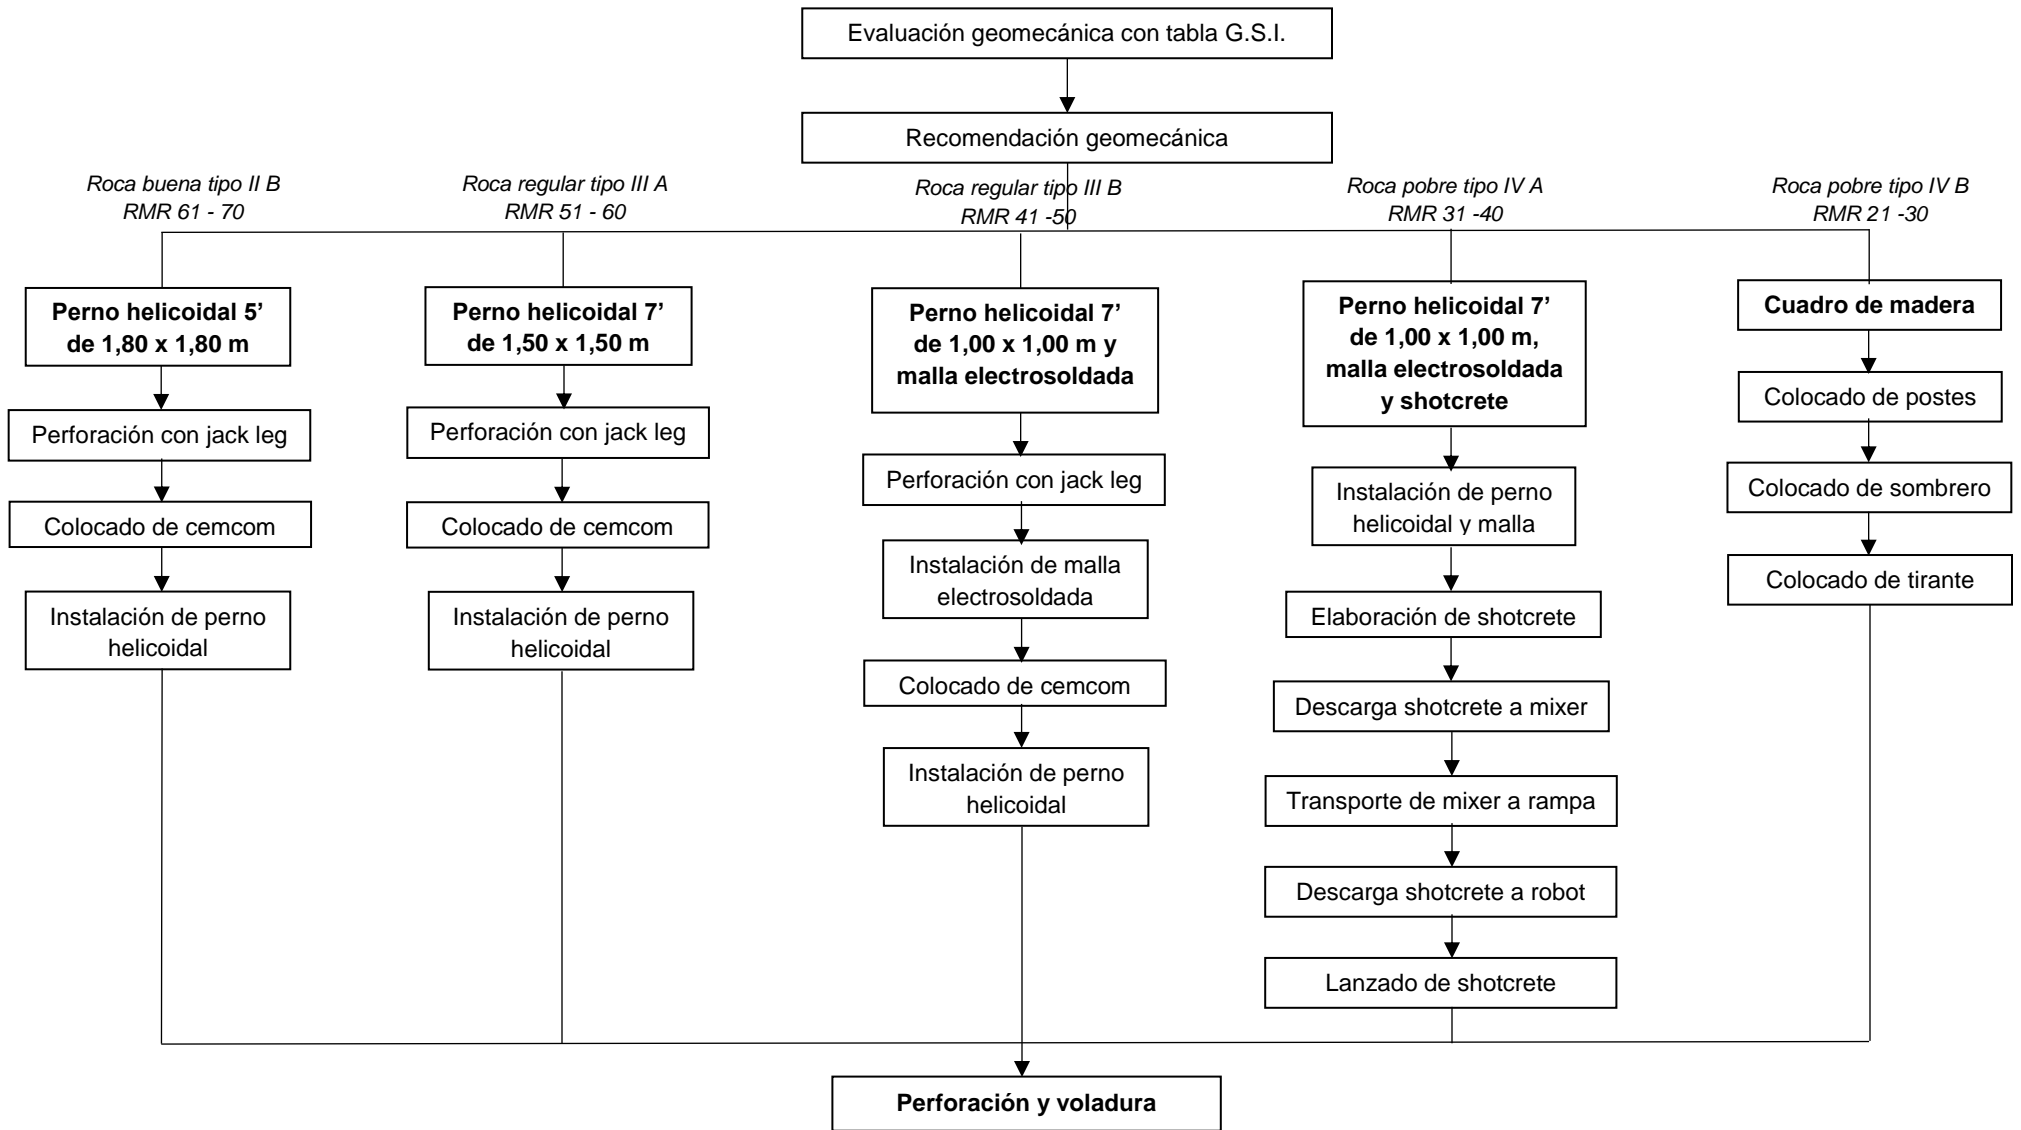 Evaluación geomecánica con tabla G.S.I.
Recomendación geomecánica
Roca buena tipo II B
RMR 61 - 70
Roca regular tipo III A
RMR 51 - 60
Roca regular tipo III B
RMR 41 -50
Roca pobre tipo IV A
RMR 31 -40
Roca pobre tipo IV B
RMR 21 -30
Perno helicoidal 5’
de 1,80 x 1,80 m
Perforación con jack leg
Colocado de cemcom
Instalación de perno
helicoidal
Perno helicoidal 7’
de 1,50 x 1,50 m
Perforación con jack leg
Colocado de cemcom
Instalación de perno
helicoidal
Perno helicoidal 7’
de 1,00 x 1,00 m y
malla electrosoldada
Perforación con jack leg
Instalación de malla
electrosoldada
Colocado de cemcom
Instalación de perno
helicoidal
Perno helicoidal 7’
de 1,00 x 1,00 m,
malla electrosoldada
y shotcrete
Instalación de perno
helicoidal y malla
Elaboración de shotcrete
Descarga shotcrete a mixer
Transporte de mixer a rampa
Descarga shotcrete a robot
Lanzado de shotcrete
Cuadro de madera
Colocado de postes
Colocado de sombrero
Colocado de tirante
Perforación y voladura